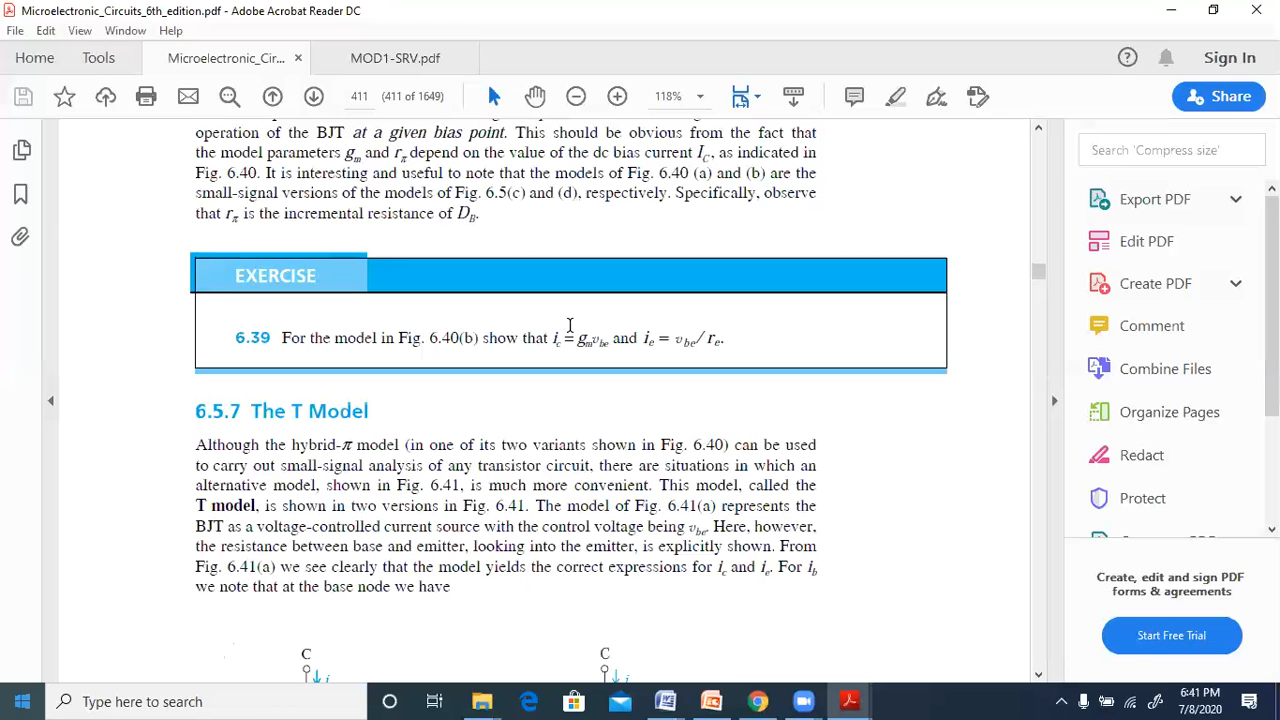 Microelectronic_Circuits_6th_edition.pdf - Adobe Acrobat Reader DC
File Edit View Window Help
Home Tools Microelectronic_Cir... × MOD1-SRV.pdf Sign In
411 (411 of 1649) 118% Share
operation of the BJT at a given bias point. This should be obvious from the fact that
the model parameters gm and rπ depend on the value of the dc bias current IC, as indicated in
Fig. 6.40. It is interesting and useful to note that the models of Fig. 6.40 (a) and (b) are the
small-signal versions of the models of Fig. 6.5(c) and (d), respectively. Specifically, observe
that rπ is the incremental resistance of DB.
EXERCISE
6.39 For the model in Fig. 6.40(b) show that ic = gmvbe and ie = vbe/re.
6.5.7 The T Model
Although the hybrid-π model (in one of its two variants shown in Fig. 6.40) can be used
to carry out small-signal analysis of any transistor circuit, there are situations in which an
alternative model, shown in Fig. 6.41, is much more convenient. This model, called the
T model, is shown in two versions in Fig. 6.41. The model of Fig. 6.41(a) represents the
BJT as a voltage-controlled current source with the control voltage being vbe. Here, however,
the resistance between base and emitter, looking into the emitter, is explicitly shown. From
Fig. 6.41(a) we see clearly that the model yields the correct expressions for ic and ie. For ib
we note that at the base node we have
C C
Search 'Compress size'
Export PDF
Edit PDF
Create PDF
Comment
Combine Files
Organize Pages
Redact
Protect
Create, edit and sign PDF
forms & agreements
Start Free Trial
Type here to search
6:41 PM
7/8/2020